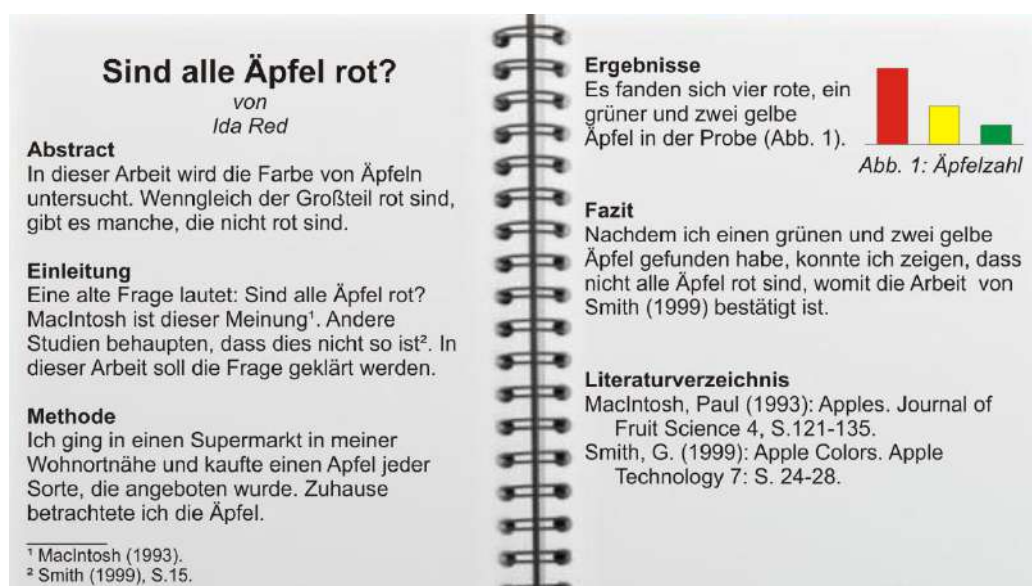 Sind alle Äpfel rot?
von
Ida Red
Abstract
In dieser Arbeit wird die Farbe von Äpfeln
untersucht. Wenngleich der Großteil rot sind,
gibt es manche, die nicht rot sind.
Einleitung
Eine alte Frage lautet: Sind alle Äpfel rot?
MacIntosh ist dieser Meinung¹. Andere
Studien behaupten, dass dies nicht so ist². In
dieser Arbeit soll die Frage geklärt werden.
Methode
Ich ging in einen Supermarkt in meiner
Wohnortnähe und kaufte einen Apfel jeder
Sorte, die angeboten wurde. Zuhause
betrachtete ich die Äpfel.
¹ MacIntosh (1993).
² Smith (1999), S.15.
Ergebnisse
Es fanden sich vier rote, ein
grüner und zwei gelbe
Äpfel in der Probe (Abb. 1).
Abb. 1: Äpfelzahl
Fazit
Nachdem ich einen grünen und zwei gelbe
Äpfel gefunden habe, konnte ich zeigen, dass
nicht alle Äpfel rot sind, womit die Arbeit von
Smith (1999) bestätigt ist.
Literaturverzeichnis
MacIntosh, Paul (1993): Apples. Journal of
Fruit Science 4, S.121-135.
Smith, G. (1999): Apple Colors. Apple
Technology 7: S. 24-28.